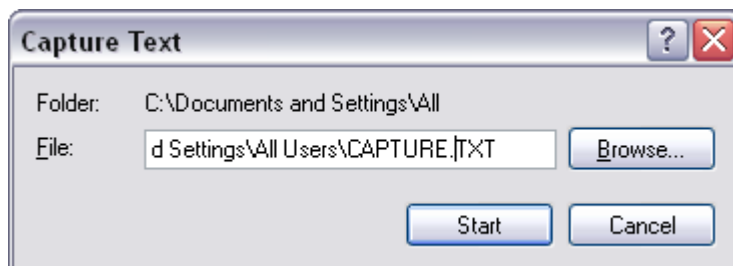 Capture Text
Folder: C:\Documents and Settings\All
File: d Settings\All Users\CAPTURE.TXT Browse...
Start Cancel